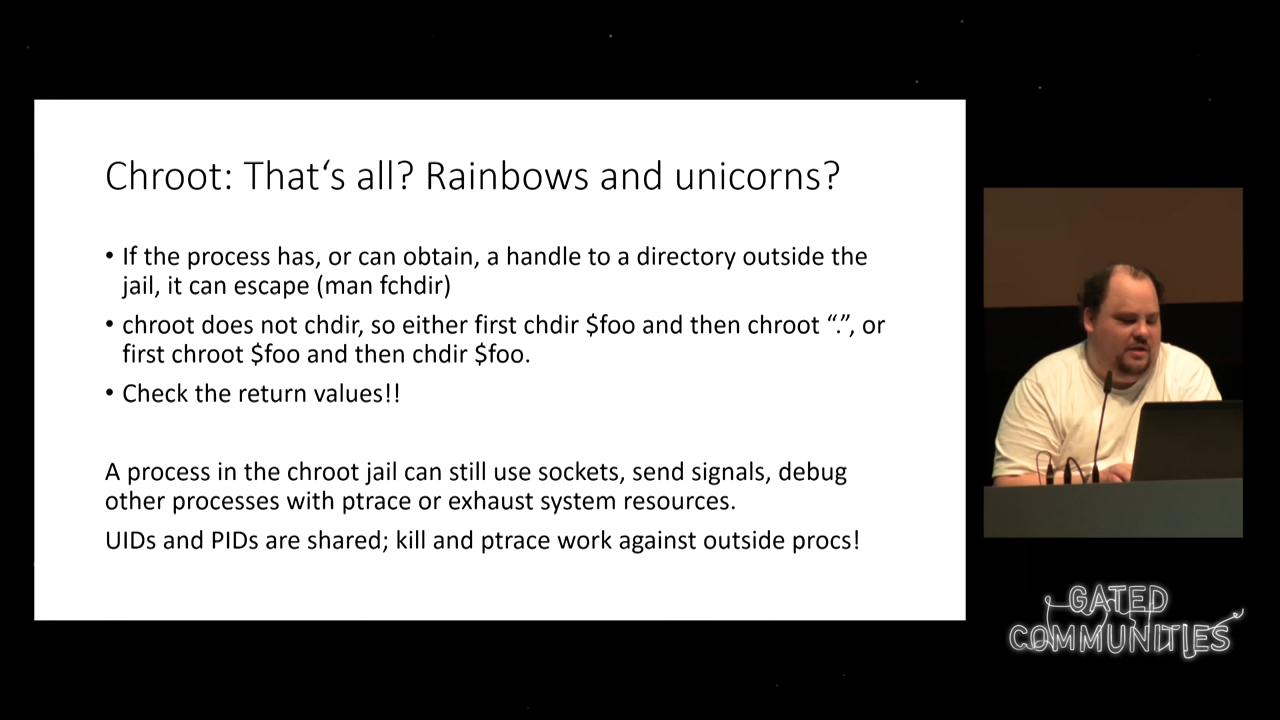 Chroot: That‘s all? Rainbows and unicorns?
• If the process has, or can obtain, a handle to a directory outside the
jail, it can escape (man fchdir)
• chroot does not chdir, so either first chdir $foo and then chroot “.”, or
first chroot $foo and then chdir $foo.
• Check the return values!!
A process in the chroot jail can still use sockets, send signals, debug
other processes with ptrace or exhaust system resources.
UIDs and PIDs are shared; kill and ptrace work against outside procs!
GATED
COMMUNITIES